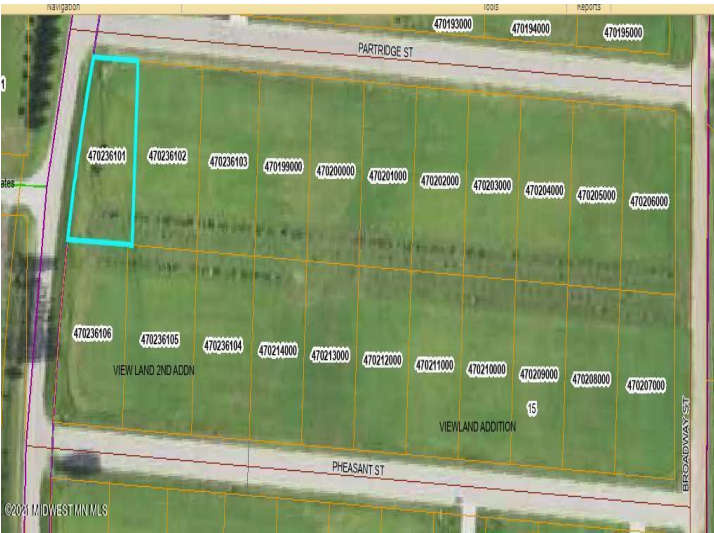 Navigation Tools Reports
470193000 470194000 470195000
PARTRIDGE ST
1
470236101 470236102 470236103 470199000 470200000 470201000 470202000 470203000 470204000 470205000 470206000
ates
470236106 470236105 470236104 470214000 470213000 470212000 470211000 470210000 470209000 470208000 470207000
VIEW LAND 2ND ADDN
15
VIEWLAND ADDITION
BROADWAY ST
PHEASANT ST
©2021 MIDWEST MN MLS